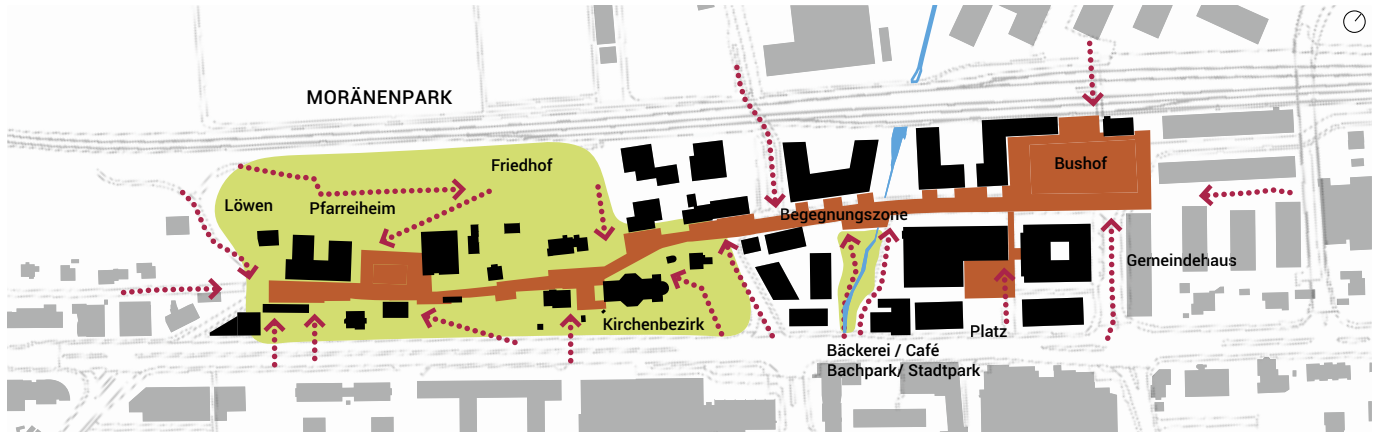 MORÄNENPARK
Friedhof
Bushof
Löwen
Pfarreiheim
Begegnungszone
Gemeindehaus
Kirchenbezirk
Platz
Bäckerei / Café
Bachpark/ Stadtpark